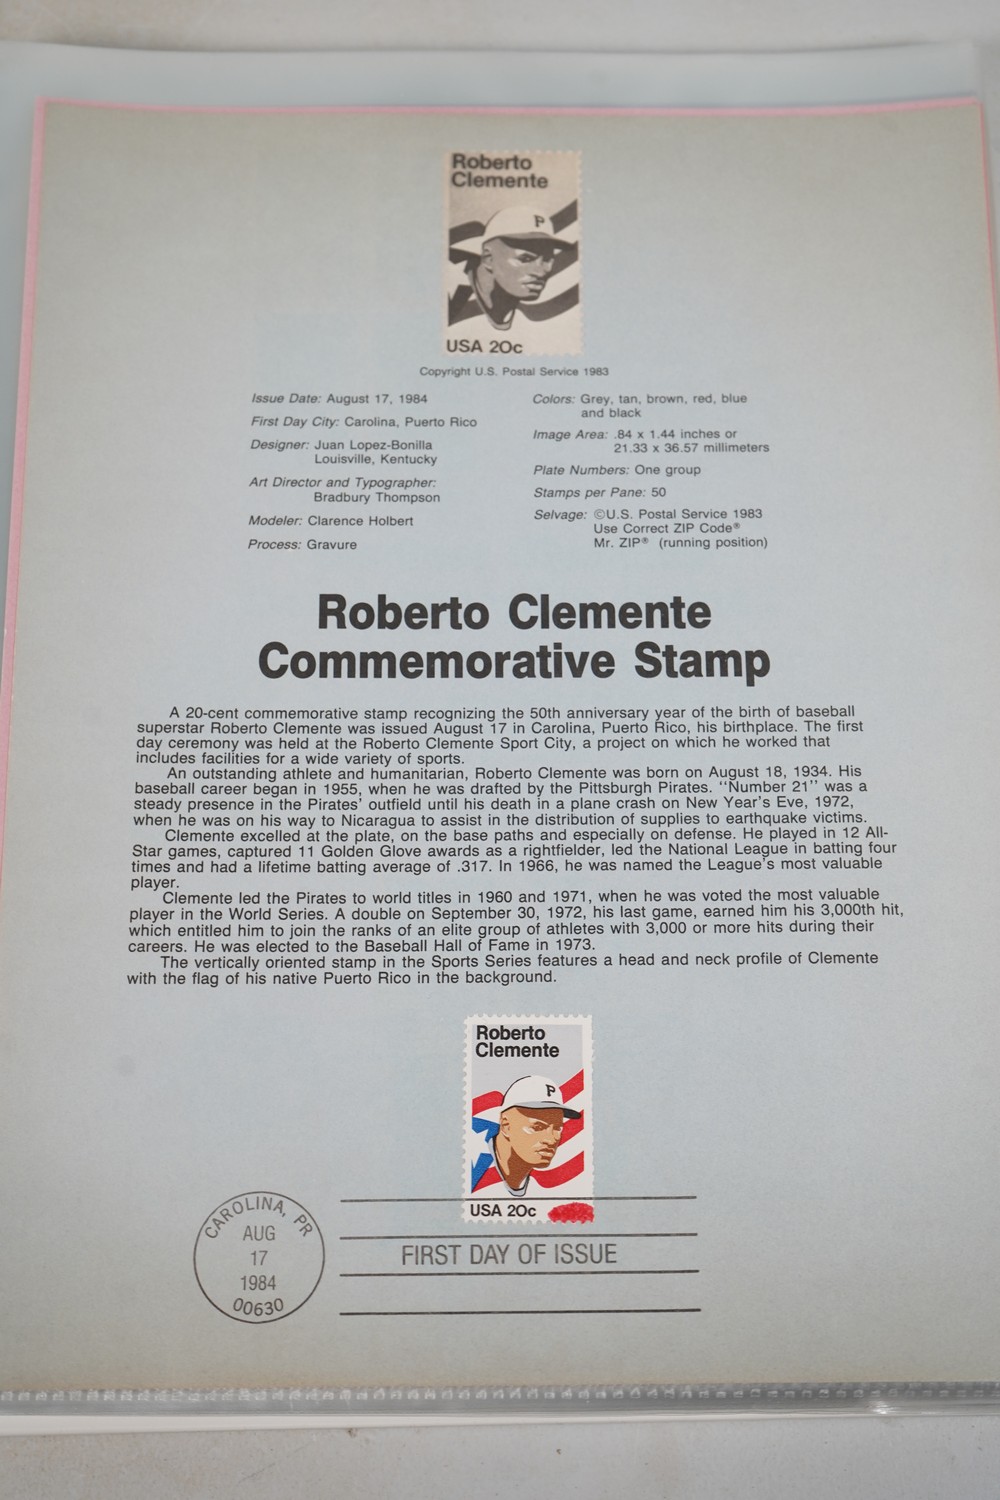 Roberto
Clemente
P
USA 20c
Copyright U.S. Postal Service 1983
Issue Date: August 17, 1984
First Day City: Carolina, Puerto Rico
Designer: Juan Lopez-Bonilla
Louisville, Kentucky
Art Director and Typographer:
Bradbury Thompson
Modeler: Clarence Holbert
Process: Gravure
Colors: Grey, tan, brown, red, blue
and black
Image Area: .84 x 1.44 inches or
21.33 x 36.57 millimeters
Plate Numbers: One group
Stamps per Pane: 50
Selvage: ©U.S. Postal Service 1983
Use Correct ZIP Code®
Mr. ZIP® (running position)
Roberto Clemente
Commemorative Stamp
A 20-cent commemorative stamp recognizing the 50th anniversary year of the birth of baseball
superstar Roberto Clemente was issued August 17 in Carolina, Puerto Rico, his birthplace. The first
day ceremony was held at the Roberto Clemente Sport City, a project on which he worked that
includes facilities for a wide variety of sports.
An outstanding athlete and humanitarian, Roberto Clemente was born on August 18, 1934. His
baseball career began in 1955, when he was drafted by the Pittsburgh Pirates. "Number 21" was a
steady presence in the Pirates' outfield until his death in a plane crash on New Year's Eve, 1972,
when he was on his way to Nicaragua to assist in the distribution of supplies to earthquake victims.
Clemente excelled at the plate, on the base paths and especially on defense. He played in 12 All-
Star games, captured 11 Golden Glove awards as a rightfielder, led the National League in batting four
times and had a lifetime batting average of .317. In 1966, he was named the League's most valuable
player.
Clemente led the Pirates to world titles in 1960 and 1971, when he was voted the most valuable
player in the World Series. A double on September 30, 1972, his last game, earned him his 3,000th hit,
which entitled him to join the ranks of an elite group of athletes with 3,000 or more hits during their
careers. He was elected to the Baseball Hall of Fame in 1973.
The vertically oriented stamp in the Sports Series features a head and neck profile of Clemente
with the flag of his native Puerto Rico in the background.
Roberto
Clemente
P
USA 20c
CAROLINA, PR
AUG
17
1984
00630
FIRST DAY OF ISSUE